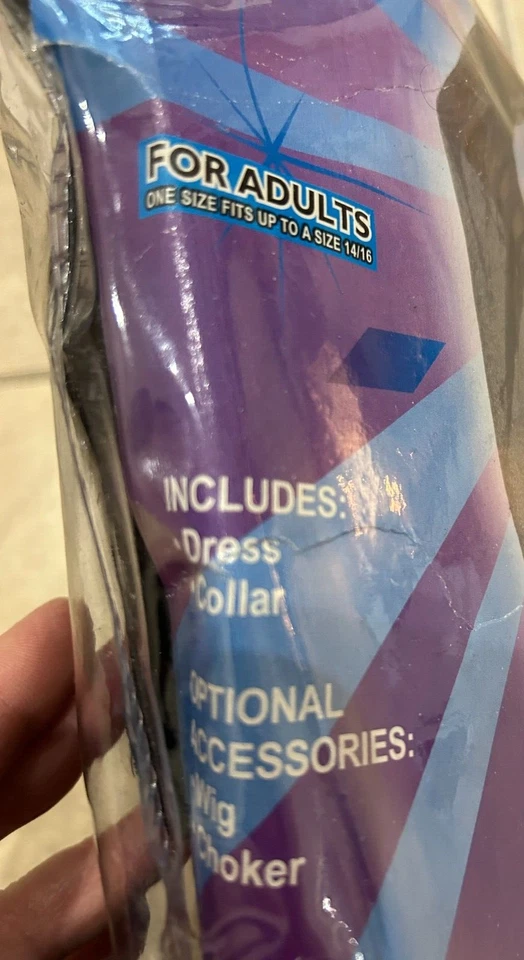 FOR ADULTS
ONE SIZE FITS UP TO A SIZE 14/16
INCLUDES:
•Dress
•Collar
OPTIONAL
ACCESSORIES:
•Wig
•Choker